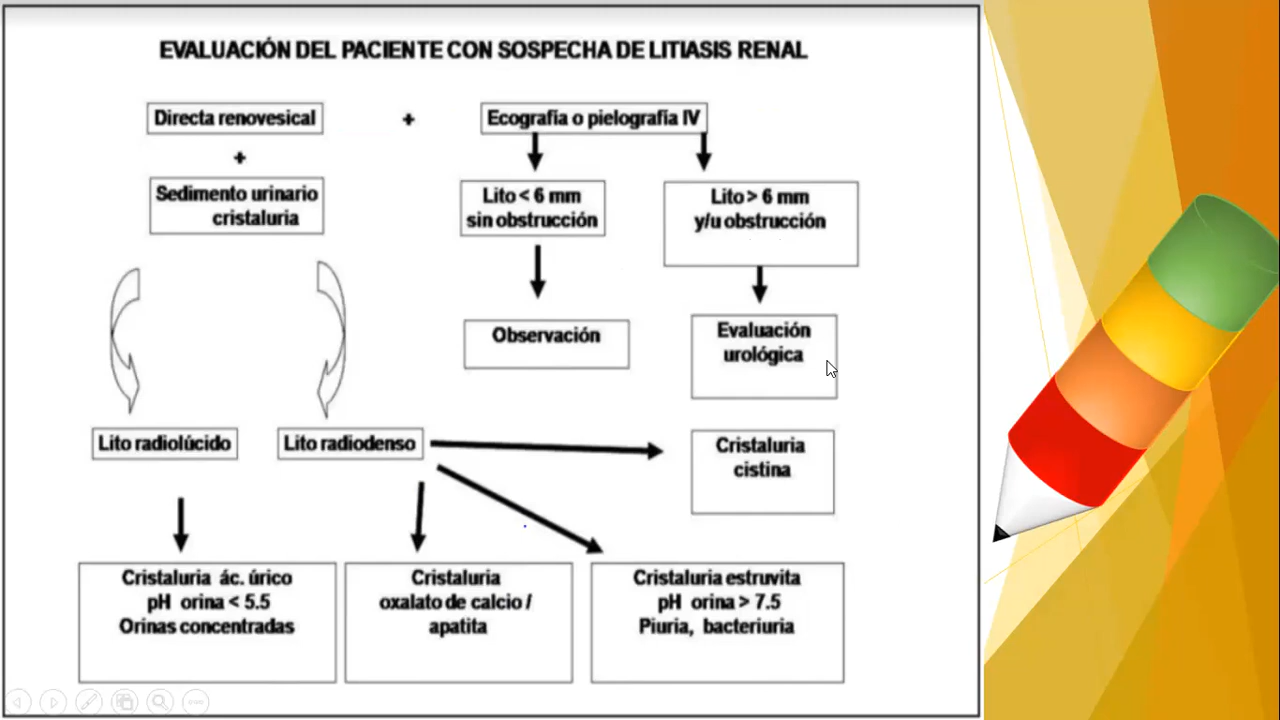 EVALUACIÓN DEL PACIENTE CON SOSPECHA DE LITIASIS RENAL
Directa renovesical
+
Ecografía o pielografía IV
+
Sedimento urinario
cristaluria
Lito < 6 mm
sin obstrucción
Lito > 6 mm
y/u obstrucción
Observación
Evaluación
urológica
Lito radiolúcido
Lito radiodenso
Cristaluria
cistina
Cristaluria ác. úrico
pH orina < 5.5
Orinas concentradas
Cristaluria
oxalato de calcio /
apatita
Cristaluria estruvita
pH orina > 7.5
Piuria, bacteriuria